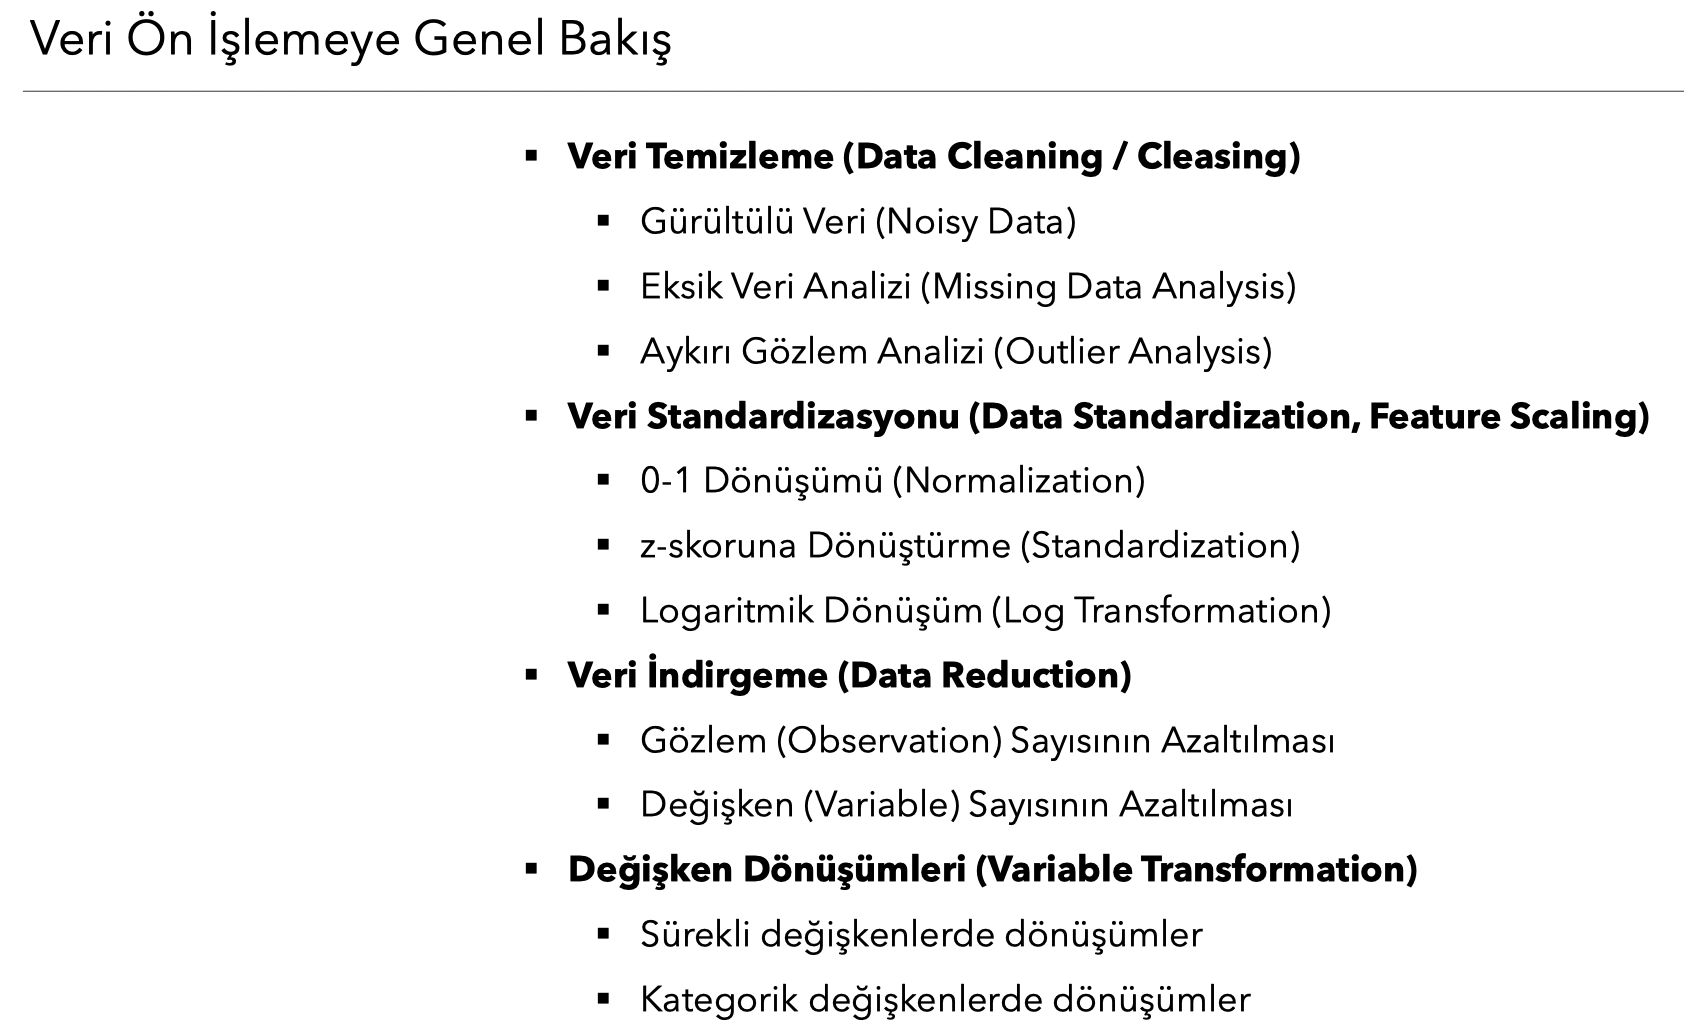 Veri Ön İşlemeye Genel Bakış
▪ Veri Temizleme (Data Cleaning / Cleasing)
▪ Gürültülü Veri (Noisy Data)
▪ Eksik Veri Analizi (Missing Data Analysis)
▪ Aykırı Gözlem Analizi (Outlier Analysis)
▪ Veri Standardizasyonu (Data Standardization, Feature Scaling)
▪ 0-1 Dönüşümü (Normalization)
▪ z-skoruna Dönüştürme (Standardization)
▪ Logaritmik Dönüşüm (Log Transformation)
▪ Veri İndirgeme (Data Reduction)
▪ Gözlem (Observation) Sayısının Azaltılması
▪ Değişken (Variable) Sayısının Azaltılması
▪ Değişken Dönüşümleri (Variable Transformation)
▪ Sürekli değişkenlerde dönüşümler
▪ Kategorik değişkenlerde dönüşümler